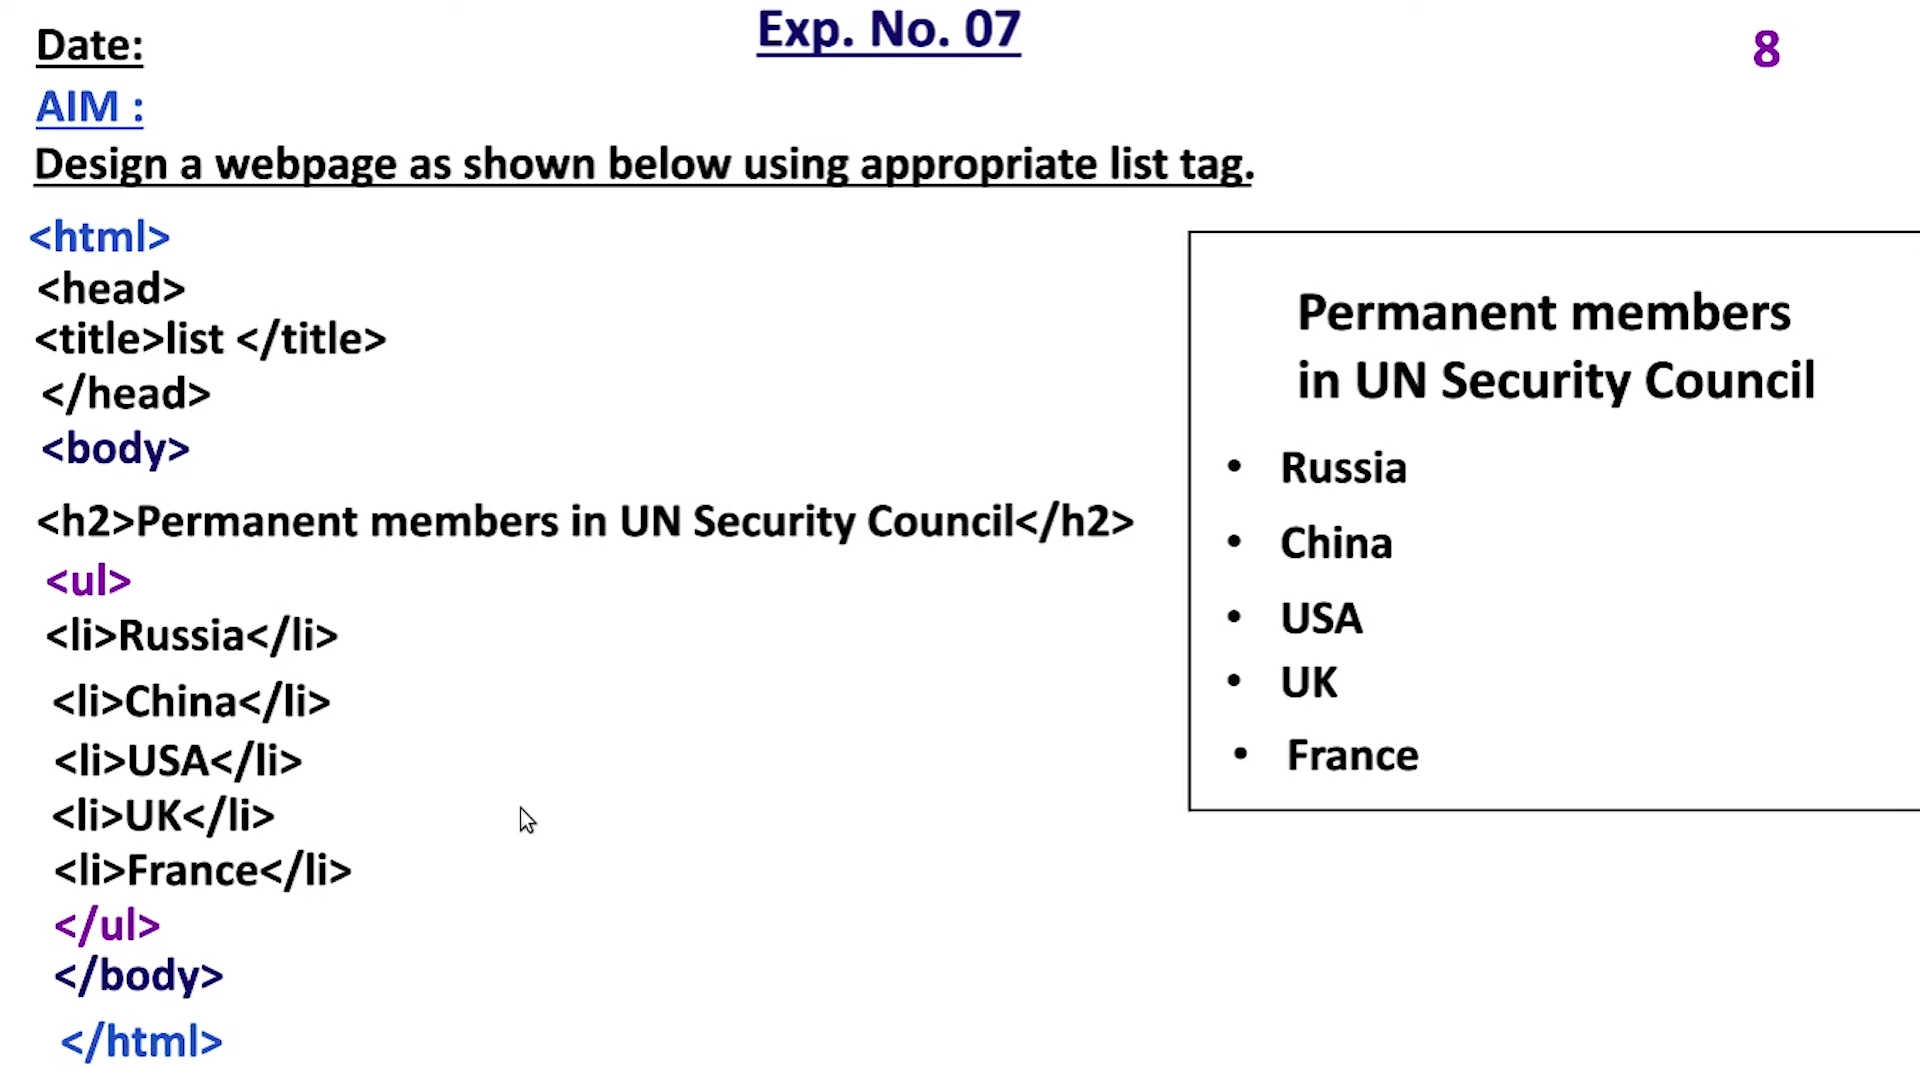 Exp. No. 07
Date:
8
AIM :
Design a webpage as shown below using appropriate list tag.
<html>
<head>
<title>list </title>
</head>
<body>
<h2>Permanent members in UN Security Council</h2>
<ul>
<li>Russia</li>
<li>China</li>
<li>USA</li>
<li>UK</li>
<li>France</li>
</ul>
</body>
</html>
Permanent members
in UN Security Council
• Russia
• China
• USA
• UK
• France